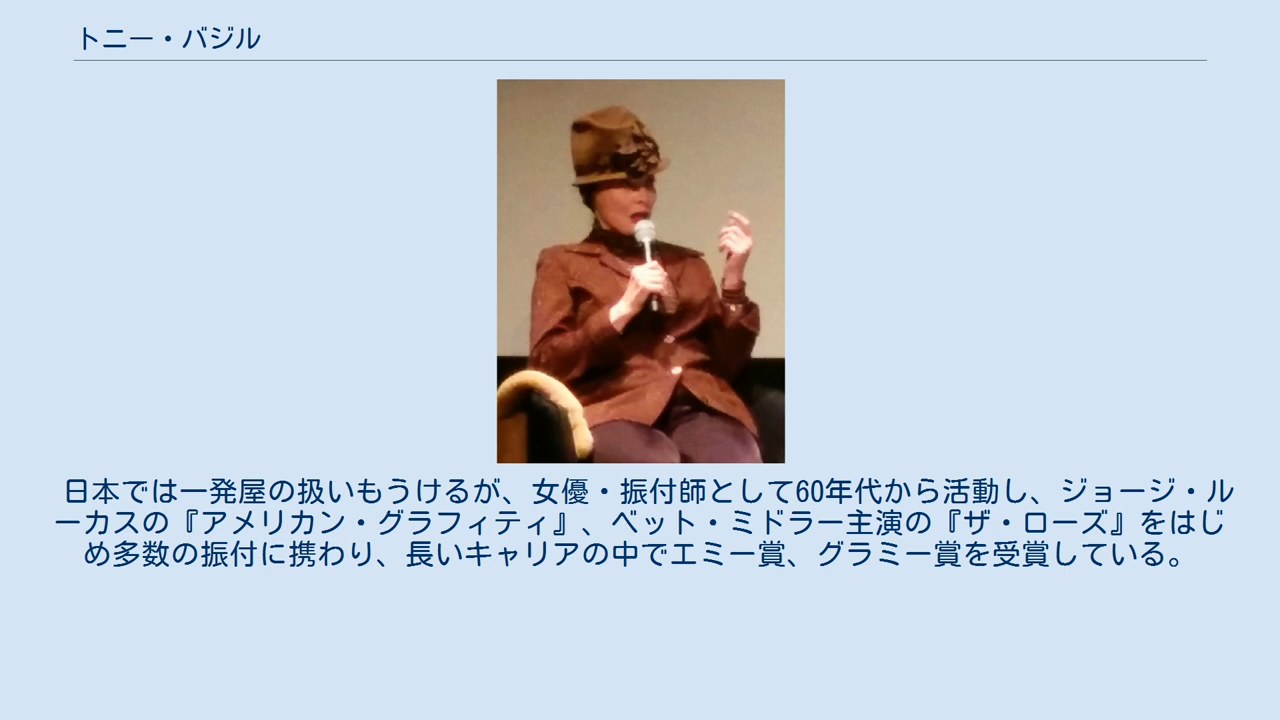 トニー・バジル
日本では一発屋の扱いもうけるが、女優・振付師として60年代から活動し、ジョージ・ル
ーカスの『アメリカン・グラフィティ』、ベット・ミドラー主演の『ザ・ローズ』をはじ
め多数の振付に携わり、長いキャリアの中でエミー賞、グラミー賞を受賞している。